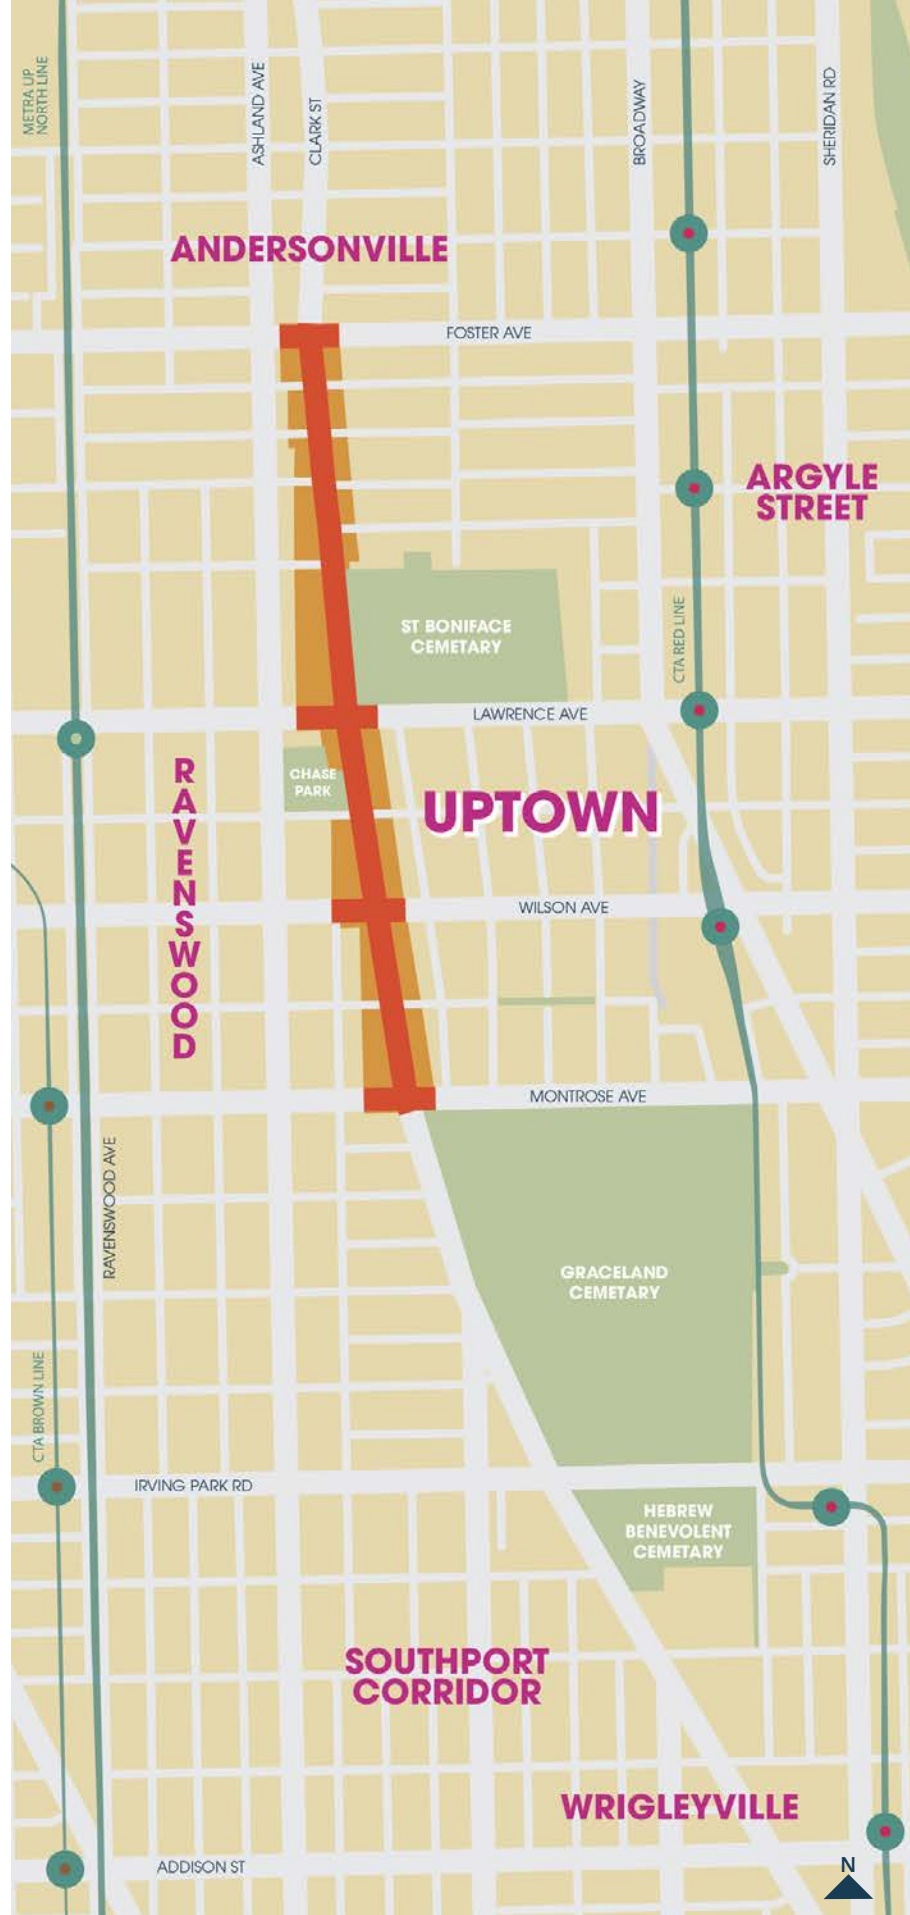 METRA UP
NORTH LINE
ASHLAND AVE
CLARK ST
BROADWAY
SHERIDAN RD
ANDERSONVILLE
FOSTER AVE
ARGYLE
STREET
CTA RED LINE
ST BONIFACE
CEMETARY
LAWRENCE AVE
CHASE
PARK
RAVENSWOOD
UPTOWN
WILSON AVE
MONTROSE AVE
RAVENSWOOD AVE
GRACELAND
CEMETARY
CTA BROWN LINE
IRVING PARK RD
HEBREW
BENEVOLENT
CEMETARY
SOUTHPORT
CORRIDOR
WRIGLEYVILLE
ADDISON ST
N